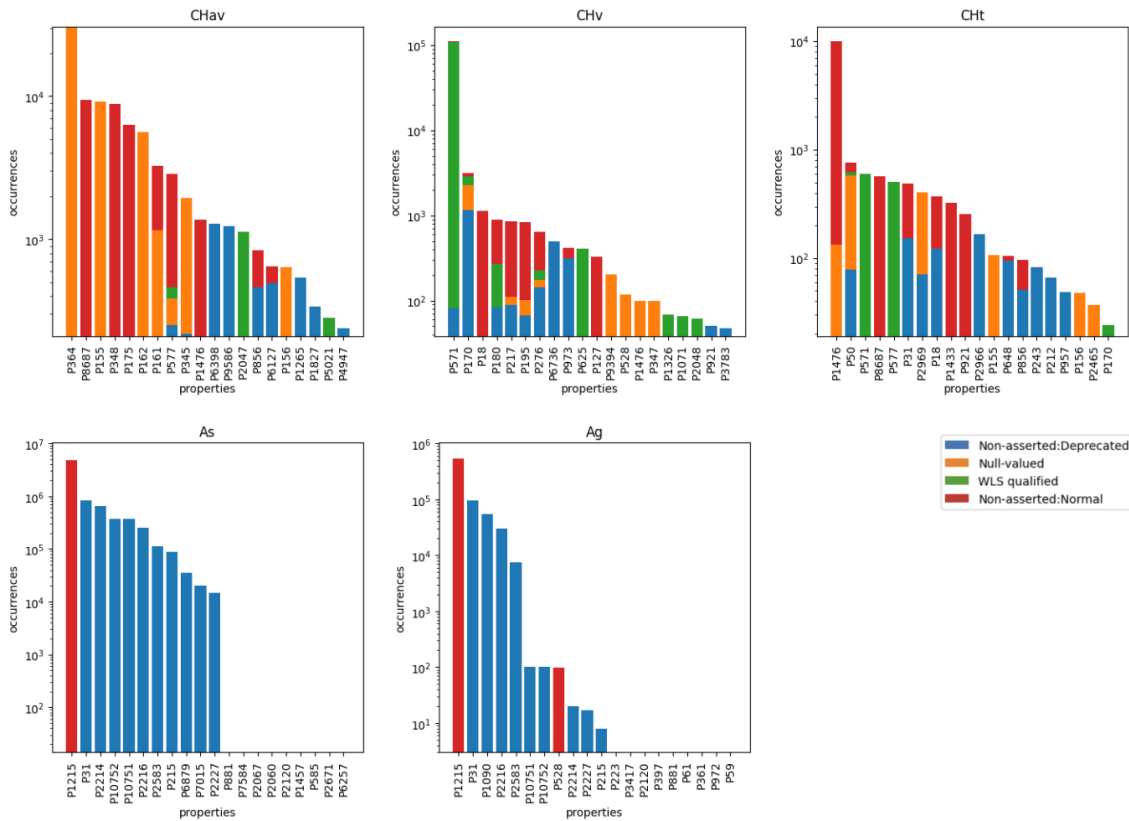 CHav
CHv
CHt
occurrences
10^4
10^3
P364 P8687 P155 P348 P175 P162 P161 P577 P345 P1476 P6398 P9586 P2047 P856 P6127 P156 P1265 P1827 P5021 P4947
properties
occurrences
10^5
10^4
10^3
10^2
P571 P170 P18 P180 P217 P195 P276 P6736 P973 P625 P127 P9394 P528 P1476 P347 P1326 P1071 P2048 P921 P3783
properties
occurrences
10^4
10^3
10^2
P1476 P50 P571 P8687 P577 P31 P2969 P18 P1433 P921 P2966 P155 P648 P856 P243 P212 P957 P156 P2465 P170
properties
As
Ag
occurrences
10^7
10^6
10^5
10^4
10^3
10^2
P1215 P31 P2214 P10752 P10751 P2216 P2583 P215 P6879 P7015 P2227 P881 P7584 P2067 P2060 P2120 P1457 P585 P2671 P6257
properties
occurrences
10^6
10^5
10^4
10^3
10^2
10^1
P1215 P31 P1090 P2216 P2583 P10751 P10752 P528 P2214 P2227 P215 P223 P3417 P2120 P397 P881 P61 P361 P972 P59
properties
Non-asserted:Deprecated
Null-valued
WLS qualified
Non-asserted:Normal